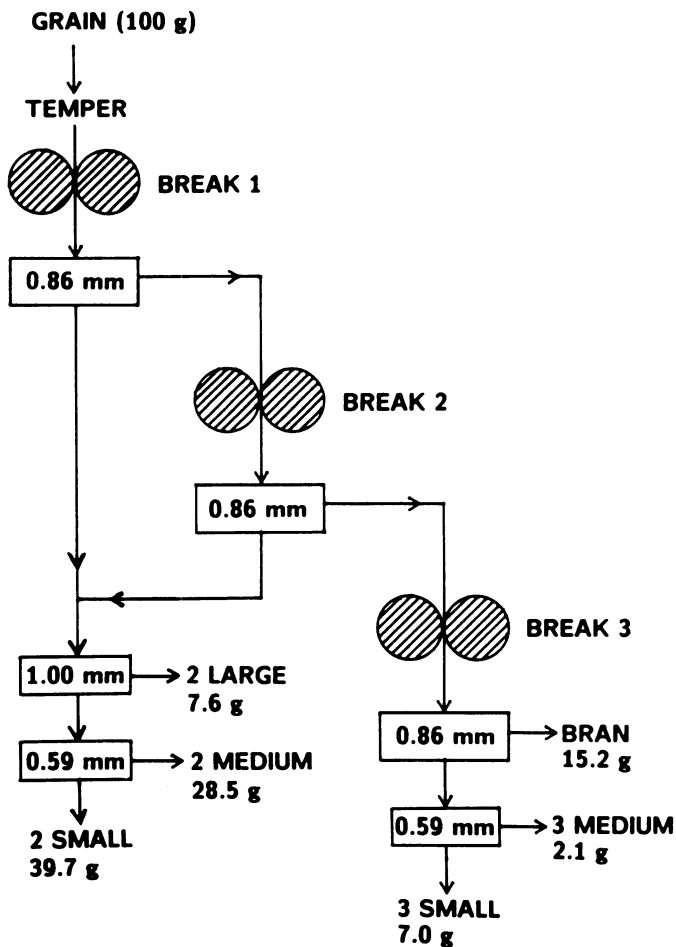 GRAIN (100 g)
TEMPER
BREAK 1
0.86 mm
BREAK 2
0.86 mm
BREAK 3
1.00 mm
2 LARGE
7.6 g
0.86 mm
BRAN
15.2 g
0.59 mm
2 MEDIUM
28.5 g
0.59 mm
3 MEDIUM
2.1 g
2 SMALL
39.7 g
3 SMALL
7.0 g